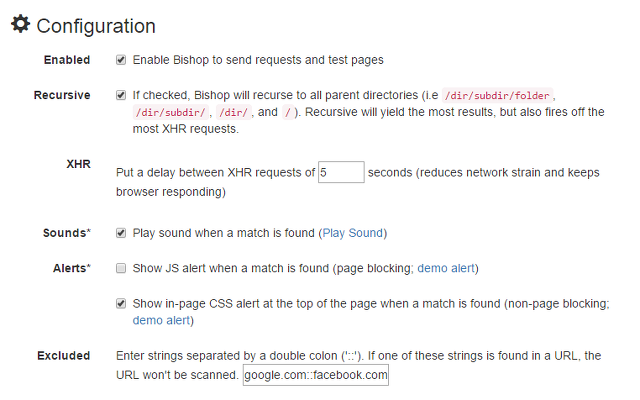 Configuration
Enabled Enable Bishop to send requests and test pages
Recursive If checked, Bishop will recurse to all parent directories (i.e /dir/subdir/folder ,
/dir/subdir/ , /dir/ , and / ). Recursive will yield the most results, but also fires off the
most XHR requests.
XHR Put a delay between XHR requests of 5 seconds (reduces network strain and keeps
browser responding)
Sounds* Play sound when a match is found (Play Sound)
Alerts* Show JS alert when a match is found (page blocking; demo alert)
Show in-page CSS alert at the top of the page when a match is found (non-page blocking;
demo alert)
Excluded Enter strings separated by a double colon ('::'). If one of these strings is found in a URL, the
URL won't be scanned. google.com::facebook.com